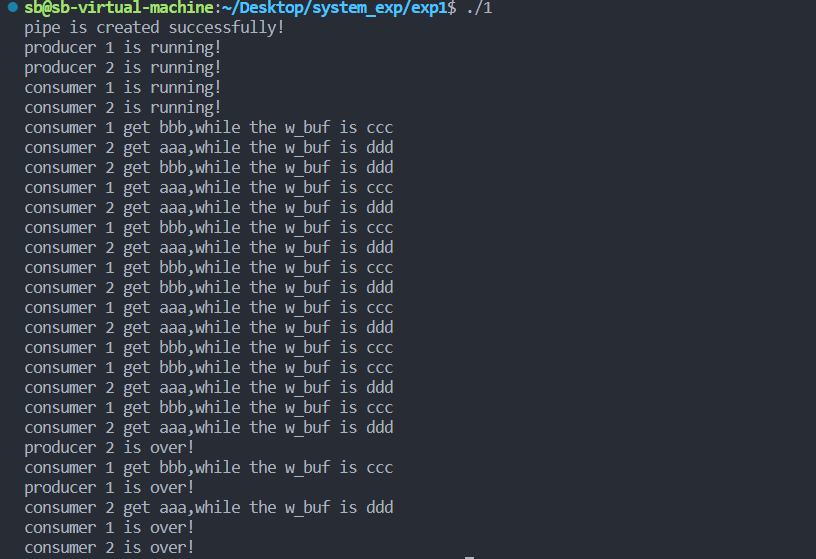 sb@sb-virtual-machine:~/Desktop/system_exp/exp1$ ./1
pipe is created successfully!
producer 1 is running!
producer 2 is running!
consumer 1 is running!
consumer 2 is running!
consumer 1 get bbb,while the w_buf is ccc
consumer 2 get aaa,while the w_buf is ddd
consumer 2 get bbb,while the w_buf is ddd
consumer 1 get aaa,while the w_buf is ccc
consumer 2 get aaa,while the w_buf is ddd
consumer 1 get bbb,while the w_buf is ccc
consumer 2 get aaa,while the w_buf is ddd
consumer 1 get bbb,while the w_buf is ccc
consumer 2 get bbb,while the w_buf is ddd
consumer 1 get aaa,while the w_buf is ccc
consumer 2 get aaa,while the w_buf is ddd
consumer 1 get bbb,while the w_buf is ccc
consumer 1 get bbb,while the w_buf is ccc
consumer 2 get aaa,while the w_buf is ddd
consumer 1 get bbb,while the w_buf is ccc
consumer 2 get aaa,while the w_buf is ddd
producer 2 is over!
consumer 1 get bbb,while the w_buf is ccc
producer 1 is over!
consumer 2 get aaa,while the w_buf is ddd
consumer 1 is over!
consumer 2 is over!